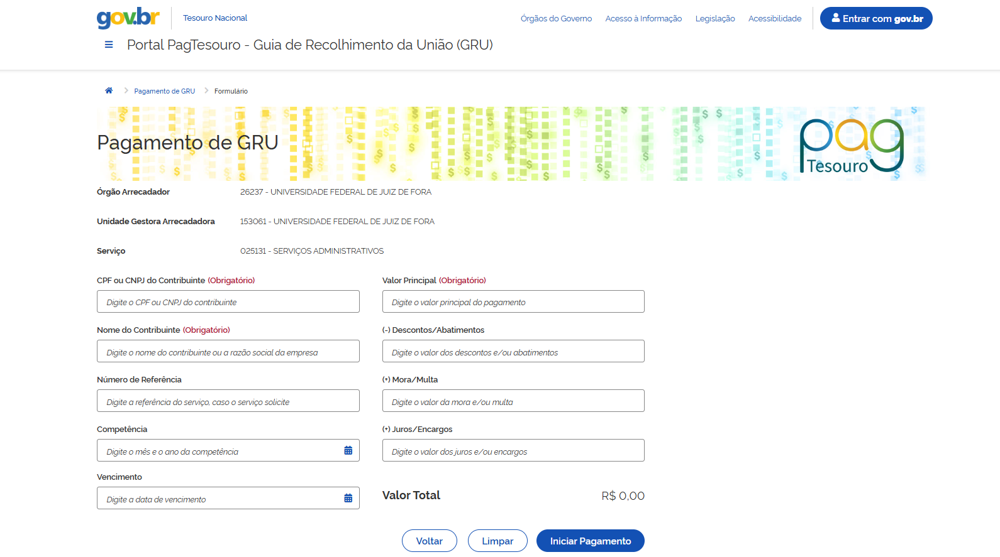 gov.br
Tesouro Nacional
Órgãos do Governo
Acesso à Informação
Legislação
Acessibilidade
Entrar com gov.br
Portal PagTesouro - Guia de Recolhimento da União (GRU)
Pagamento de GRU
Formulário
Pagamento de GRU
pag
Tesouro
Órgão Arrecadador
26237 - UNIVERSIDADE FEDERAL DE JUIZ DE FORA
Unidade Gestora Arrecadadora
153061 - UNIVERSIDADE FEDERAL DE JUIZ DE FORA
Serviço
025131 - SERVIÇOS ADMINISTRATIVOS
CPF ou CNPJ do Contribuinte (Obrigatório)
Digite o CPF ou CNPJ do contribuinte
Valor Principal (Obrigatório)
Digite o valor principal do pagamento
Nome do Contribuinte (Obrigatório)
Digite o nome do contribuinte ou a razão social da empresa
(-) Descontos/Abatimentos
Digite o valor dos descontos e/ou abatimentos
Número de Referência
Digite a referência do serviço, caso o serviço solicite
(+) Mora/Multa
Digite o valor da mora e/ou multa
Competência
Digite o mês e o ano da competência
(+) Juros/Encargos
Digite o valor dos juros e/ou encargos
Vencimento
Digite a data de vencimento
Valor Total
R$ 0,00
Voltar
Limpar
Iniciar Pagamento